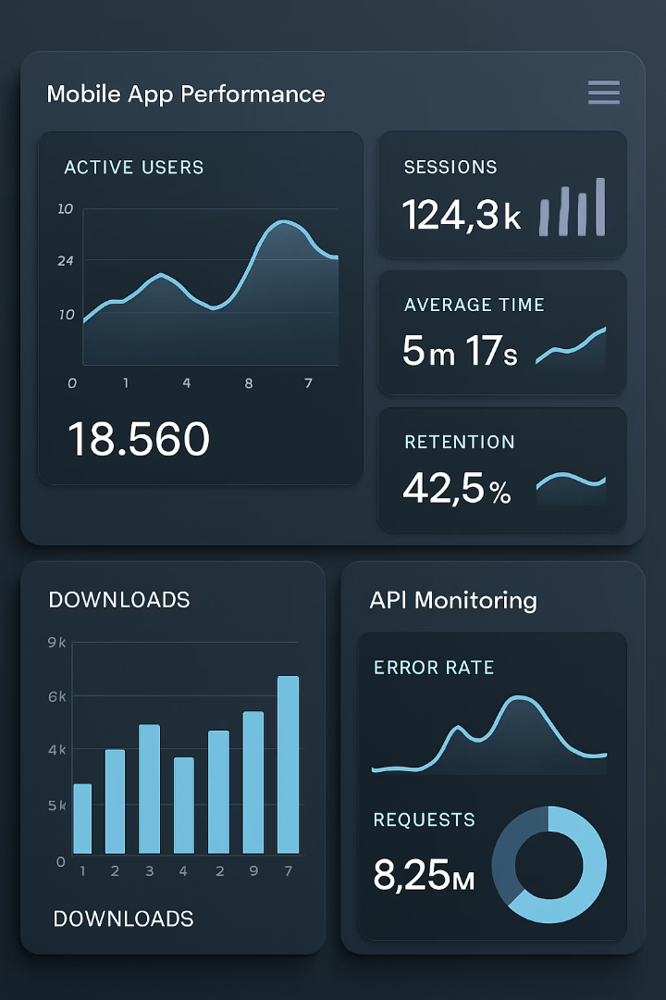 Mobile App Performance
ACTIVE USERS
10
24
10
0 1 4 8 7
18.560
SESSIONS
124,3k
AVERAGE TIME
5m 17s
RETENTION
42,5%
DOWNLOADS
9k
6k
4k
5k
0
1 2 3 4 2 9 7
DOWNLOADS
API Monitoring
ERROR RATE
REQUESTS
8,25M